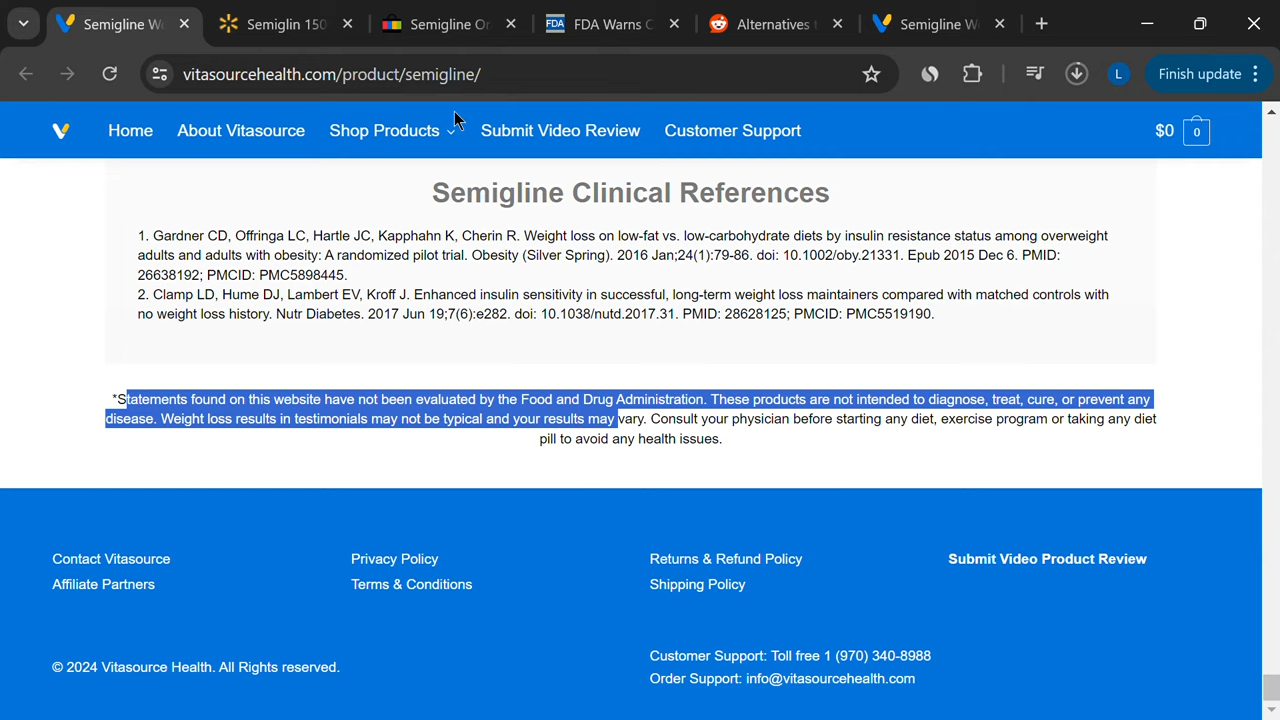 Semigline W
Semiglin 150
Semigline Or
FDA
FDA Warns C
Alternatives
Semigline W
vitasourcehealth.com/product/semigline/
L
Finish update
Home
About Vitasource
Shop Products
Submit Video Review
Customer Support
$0
0
Semigline Clinical References
1. Gardner CD, Offringa LC, Hartle JC, Kapphahn K, Cherin R. Weight loss on low-fat vs. low-carbohydrate diets by insulin resistance status among overweight
adults and adults with obesity: A randomized pilot trial. Obesity (Silver Spring). 2016 Jan;24(1):79-86. doi: 10.1002/oby.21331. Epub 2015 Dec 6. PMID:
26638192; PMCID: PMC5898445.
2. Clamp LD, Hume DJ, Lambert EV, Kroff J. Enhanced insulin sensitivity in successful, long-term weight loss maintainers compared with matched controls with
no weight loss history. Nutr Diabetes. 2017 Jun 19;7(6):e282. doi: 10.1038/nutd.2017.31. PMID: 28628125; PMCID: PMC5519190.
*Statements found on this website have not been evaluated by the Food and Drug Administration. These products are not intended to diagnose, treat, cure, or prevent any
disease. Weight loss results in testimonials may not be typical and your results may vary. Consult your physician before starting any diet, exercise program or taking any diet
pill to avoid any health issues.
Contact Vitasource
Privacy Policy
Returns & Refund Policy
Submit Video Product Review
Affiliate Partners
Terms & Conditions
Shipping Policy
© 2024 Vitasource Health. All Rights reserved.
Customer Support: Toll free 1 (970) 340-8988
Order Support: info@vitasourcehealth.com